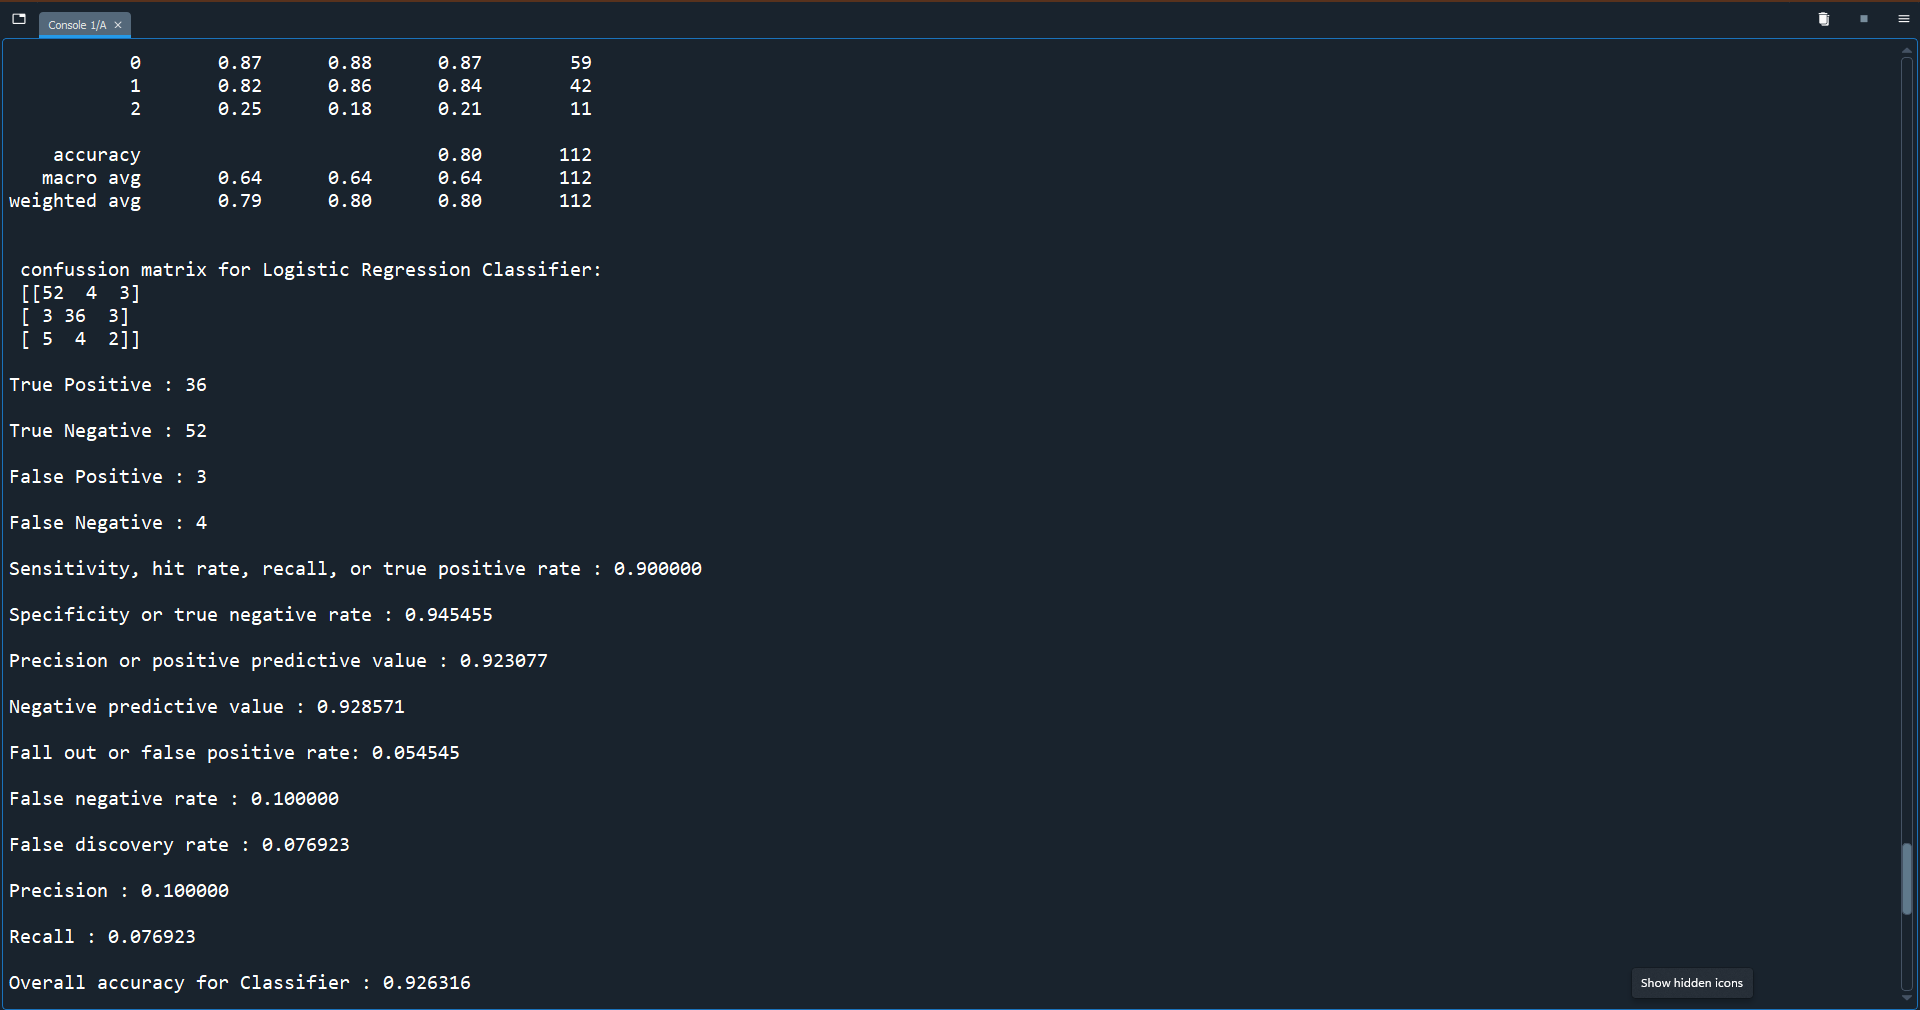 Console 1/A
0 0.87 0.88 0.87 59
1 0.82 0.86 0.84 42
2 0.25 0.18 0.21 11
accuracy 0.80 112
macro avg 0.64 0.64 0.64 112
weighted avg 0.79 0.80 0.80 112
confussion matrix for Logistic Regression Classifier:
[[52 4 3]
[ 3 36 3]
[ 5 4 2]]
True Positive : 36
True Negative : 52
False Positive : 3
False Negative : 4
Sensitivity, hit rate, recall, or true positive rate : 0.900000
Specificity or true negative rate : 0.945455
Precision or positive predictive value : 0.923077
Negative predictive value : 0.928571
Fall out or false positive rate: 0.054545
False negative rate : 0.100000
False discovery rate : 0.076923
Precision : 0.100000
Recall : 0.076923
Overall accuracy for Classifier : 0.926316
Show hidden icons